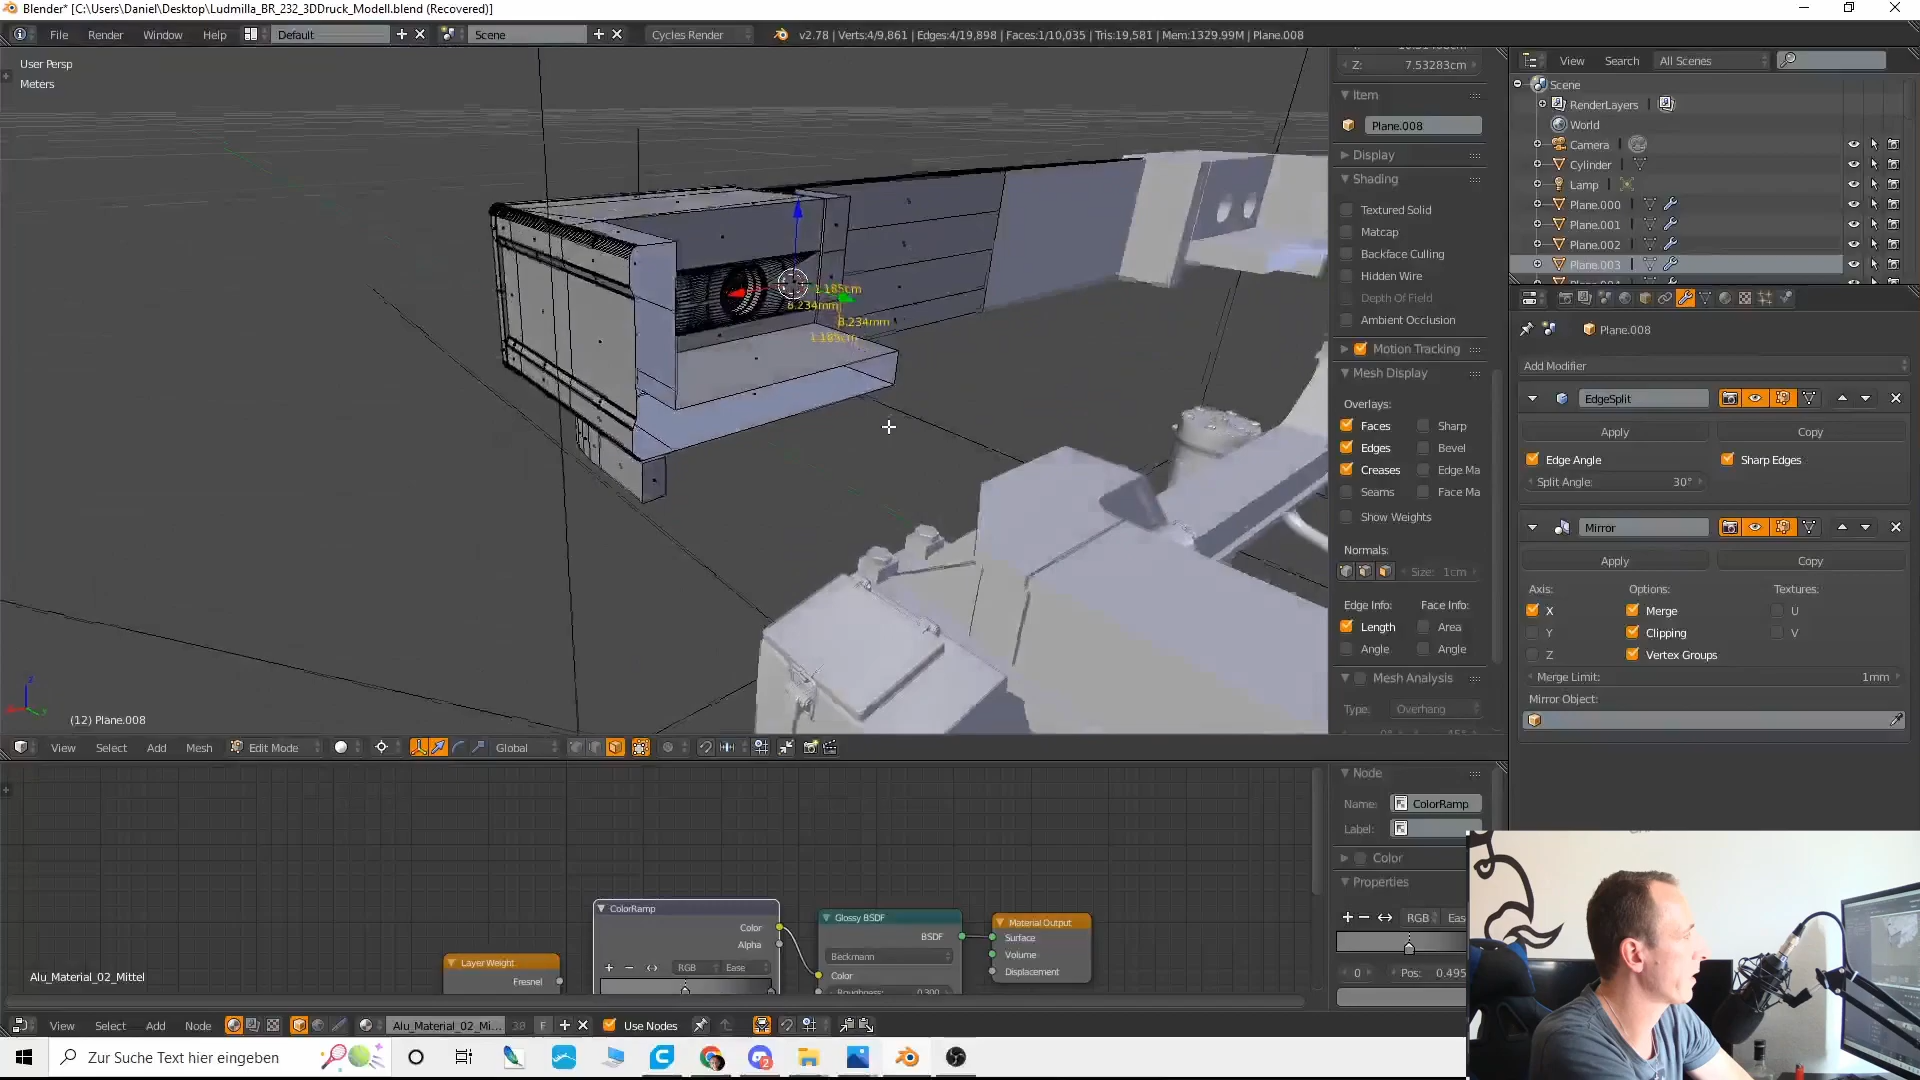 Blender* [C:\Users\Daniel\Desktop\Ludmilla_BR_232_3DDruck_Modell.blend (Recovered)]
File Render Window Help Default Scene Cycles Render v2.78 | Verts:4/9,861 | Edges:4/19,898 | Faces:1/10,035 | Tris:19,581 | Mem:1329.99M | Plane.008
User Persp
Meters
Z: 7.53283cm
Item
Plane.008
Display
Shading
Textured Solid
Matcap
Backface Culling
Hidden Wire
Depth Of Field
Ambient Occlusion
Motion Tracking
Mesh Display
Overlays:
Faces Sharp
Edges Bevel
Creases Edge Ma
Seams Face Ma
Show Weights
Normals:
Size: 1cm
Edge Info: Face Info:
Length Area
Angle Angle
Mesh Analysis
Type: Overhang
1.185cm
8.234mm
8.234mm
1.185cm
(12) Plane.008
View Select Add Mesh Edit Mode Global
View Search All Scenes
Scene
RenderLayers
World
Camera
Cylinder
Lamp
Plane.000
Plane.001
Plane.002
Plane.003
Plane.008
Add Modifier
EdgeSplit
Apply Copy
Edge Angle Sharp Edges
Split Angle: 30°
Mirror
Apply Copy
Axis: Options: Textures:
X Merge U
Y Clipping V
Z Vertex Groups
Merge Limit: 1mm
Mirror Object:
Node
Name: ColorRamp
Label:
Color
Properties
RGB Eas
0 Pos: 0.495
ColorRamp
Color
Alpha
RGB Ease
Glossy BSDF
BSDF
Beckmann
Color
Roughness: 0.300
Material Output
Surface
Volume
Displacement
Layer Weight
Fresnel
Alu_Material_02_Mittel
View Select Add Node Alu_Material_02_Mi... 38 F Use Nodes
Zur Suche Text hier eingeben
2